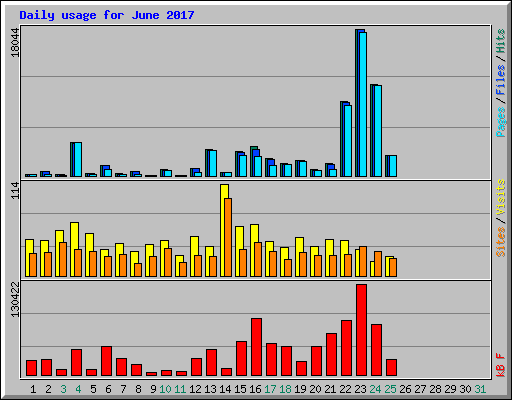 Daily usage for June 2017
18044
Pages / Files / Hits
114
Sites / Visits
130422
kB F
1 2 3 4 5 6 7 8 9 10 11 12 13 14 15 16 17 18 19 20 21 22 23 24 25 26 27 28 29 30 31